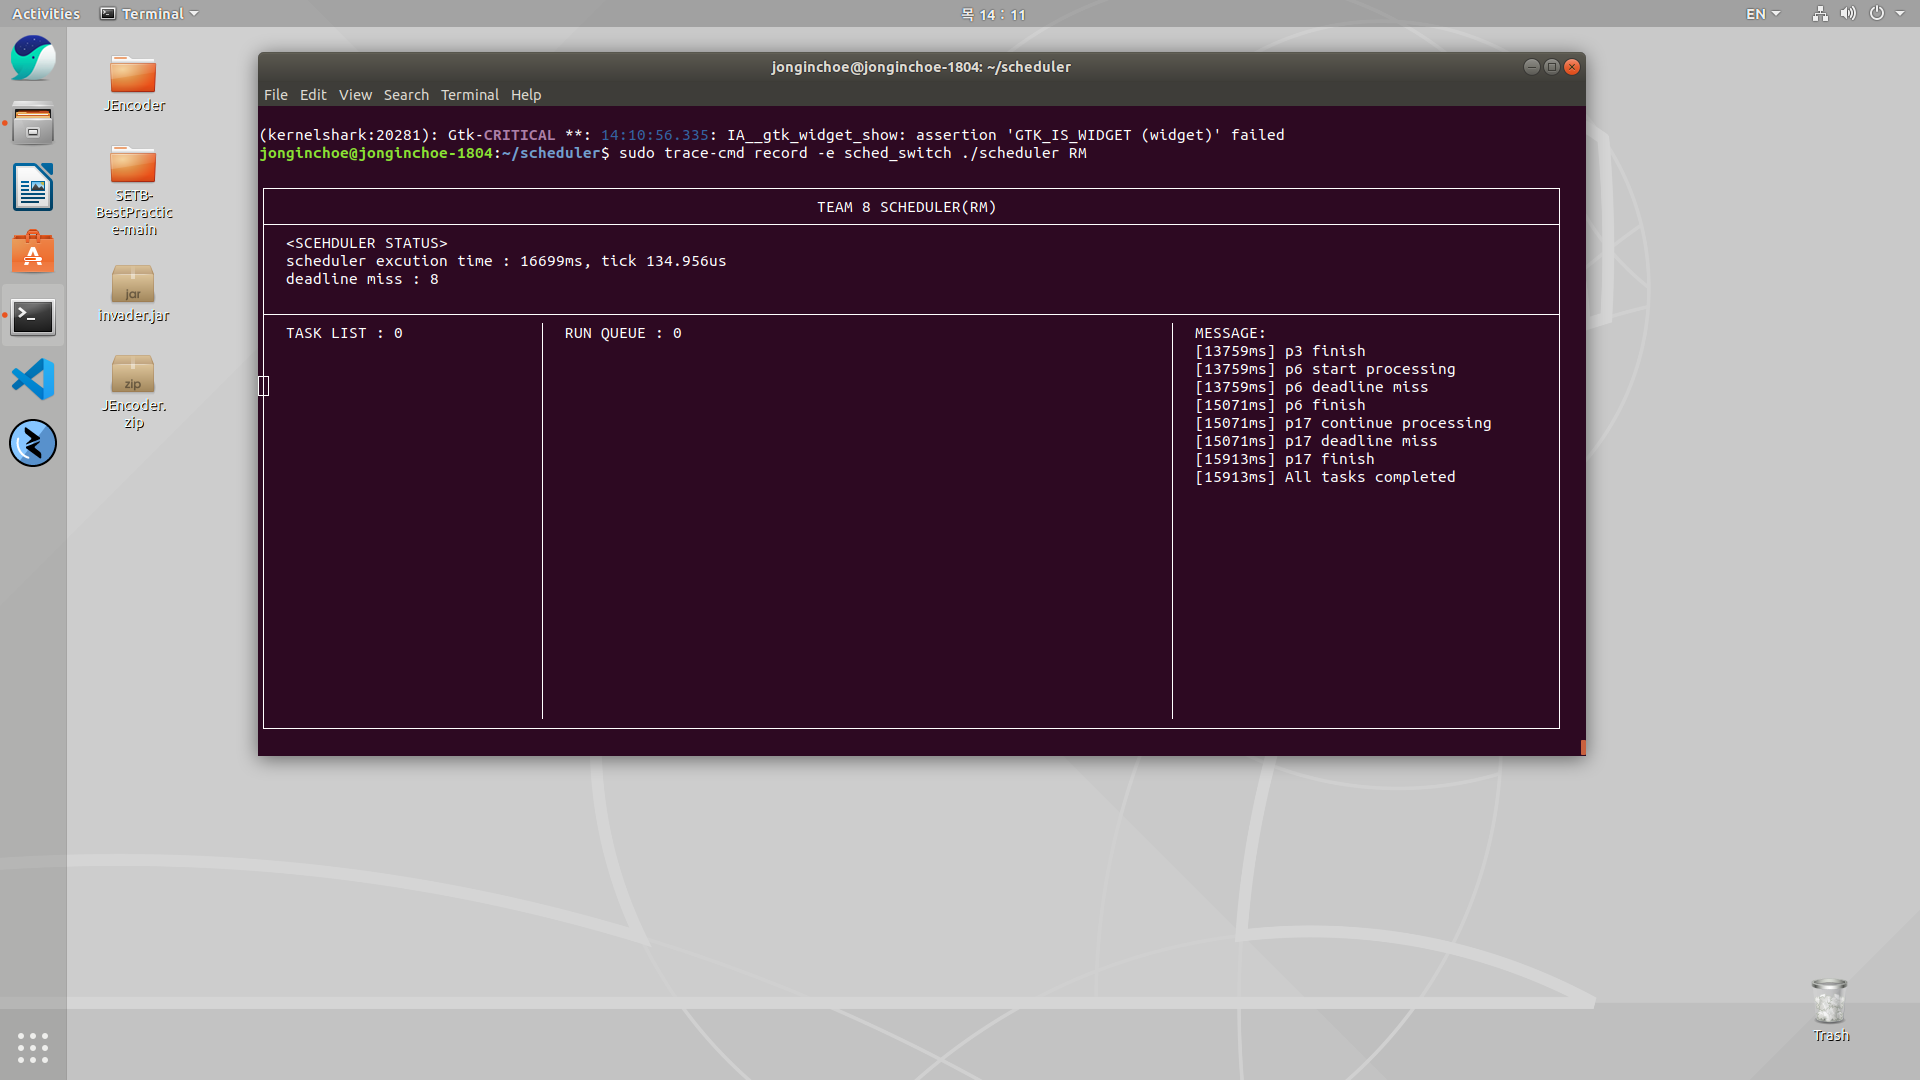 Activities
Terminal
목 14 : 11
EN
JEncoder
SETB-
BestPractic
e-main
jar
invader.jar
zip
JEncoder.
zip
jonginchoe@jonginchoe-1804: ~/scheduler
File Edit View Search Terminal Help
(kernelshark:20281): Gtk-CRITICAL **: 14:10:56.335: IA__gtk_widget_show: assertion 'GTK_IS_WIDGET (widget)' failed
jonginchoe@jonginchoe-1804:~/scheduler$ sudo trace-cmd record -e sched_switch ./scheduler RM
TEAM 8 SCHEDULER(RM)
<SCEHDULER STATUS>
scheduler excution time : 16699ms, tick 134.956us
deadline miss : 8
TASK LIST : 0
RUN QUEUE : 0
MESSAGE:
[13759ms] p3 finish
[13759ms] p6 start processing
[13759ms] p6 deadline miss
[15071ms] p6 finish
[15071ms] p17 continue processing
[15071ms] p17 deadline miss
[15913ms] p17 finish
[15913ms] All tasks completed
Trash